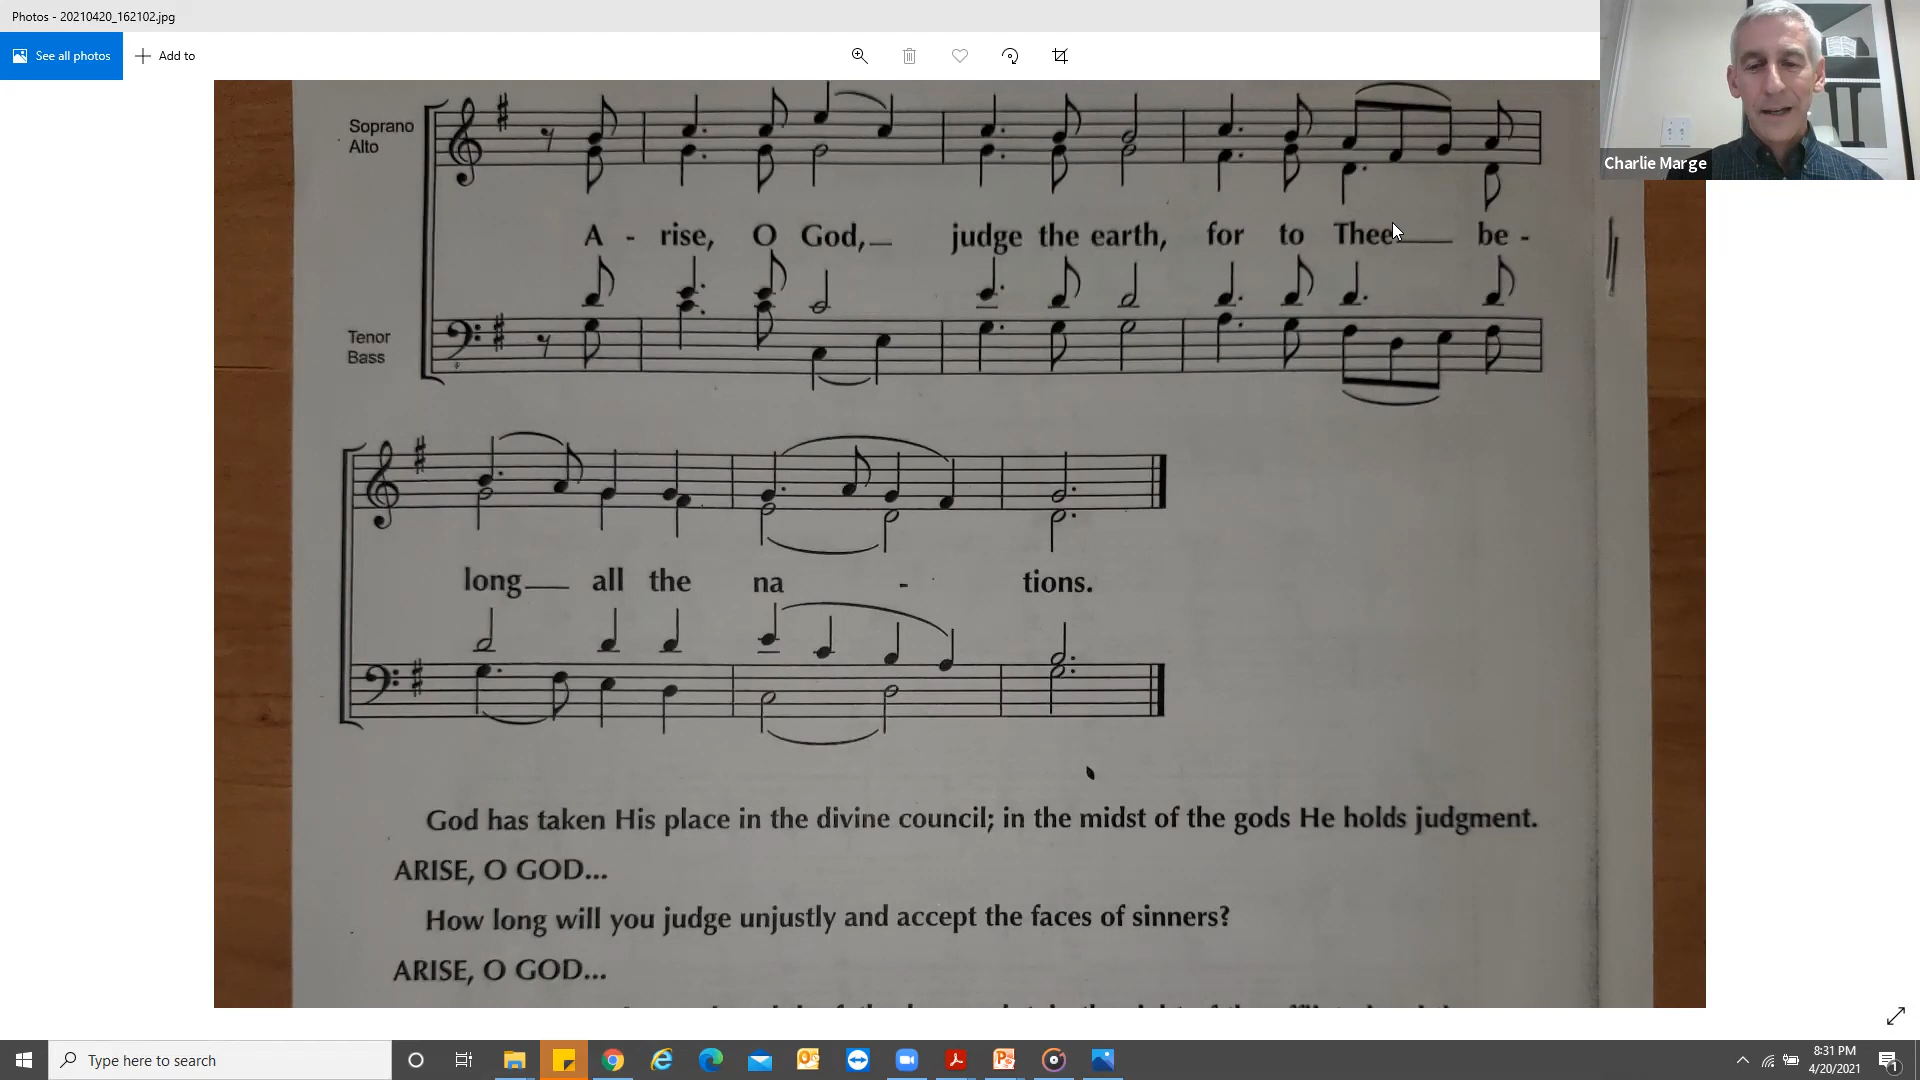 Photos - 20210420_162102.jpg
See all photos
Add to
Charlie Marge
Soprano
Alto
A - rise, O God, judge the earth, for to Thee be -
Tenor
Bass
long all the na - tions.
God has taken His place in the divine council; in the midst of the gods He holds judgment.
ARISE, O GOD...
How long will you judge unjustly and accept the faces of sinners?
ARISE, O GOD...
Type here to search
8:31 PM
4/20/2021